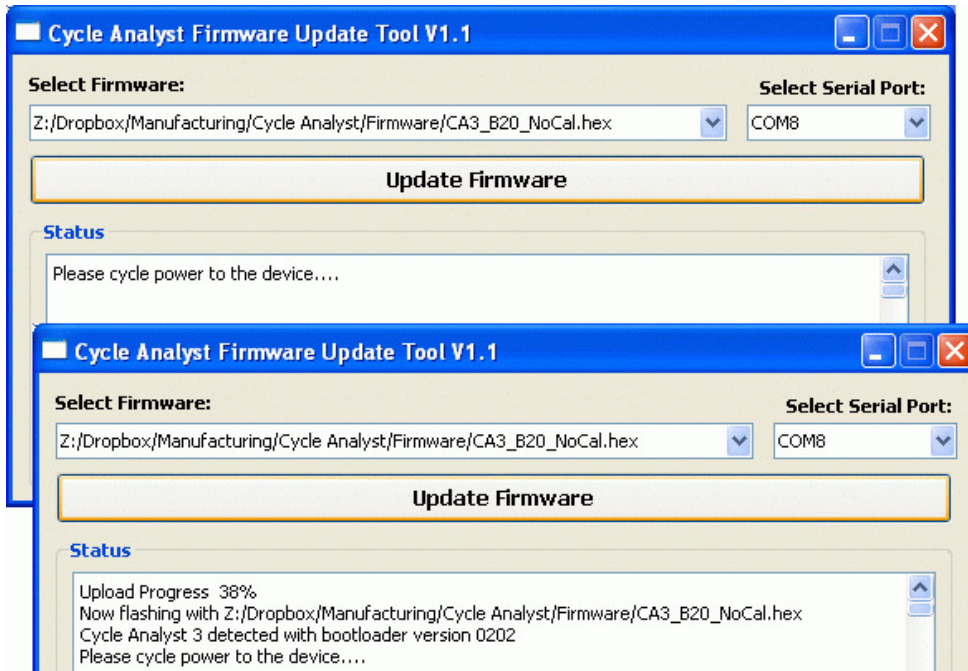 Cycle Analyst Firmware Update Tool V1.1
Select Firmware:
Select Serial Port:
Z:/Dropbox/Manufacturing/Cycle Analyst/Firmware/CA3_B20_NoCal.hex
COM8
Update Firmware
Status
Please cycle power to the device....
Cycle Analyst Firmware Update Tool V1.1
Select Firmware:
Select Serial Port:
Z:/Dropbox/Manufacturing/Cycle Analyst/Firmware/CA3_B20_NoCal.hex
COM8
Update Firmware
Status
Upload Progress 38%
Now flashing with Z:/Dropbox/Manufacturing/Cycle Analyst/Firmware/CA3_B20_NoCal.hex
Cycle Analyst 3 detected with bootloader version 0202
Please cycle power to the device....